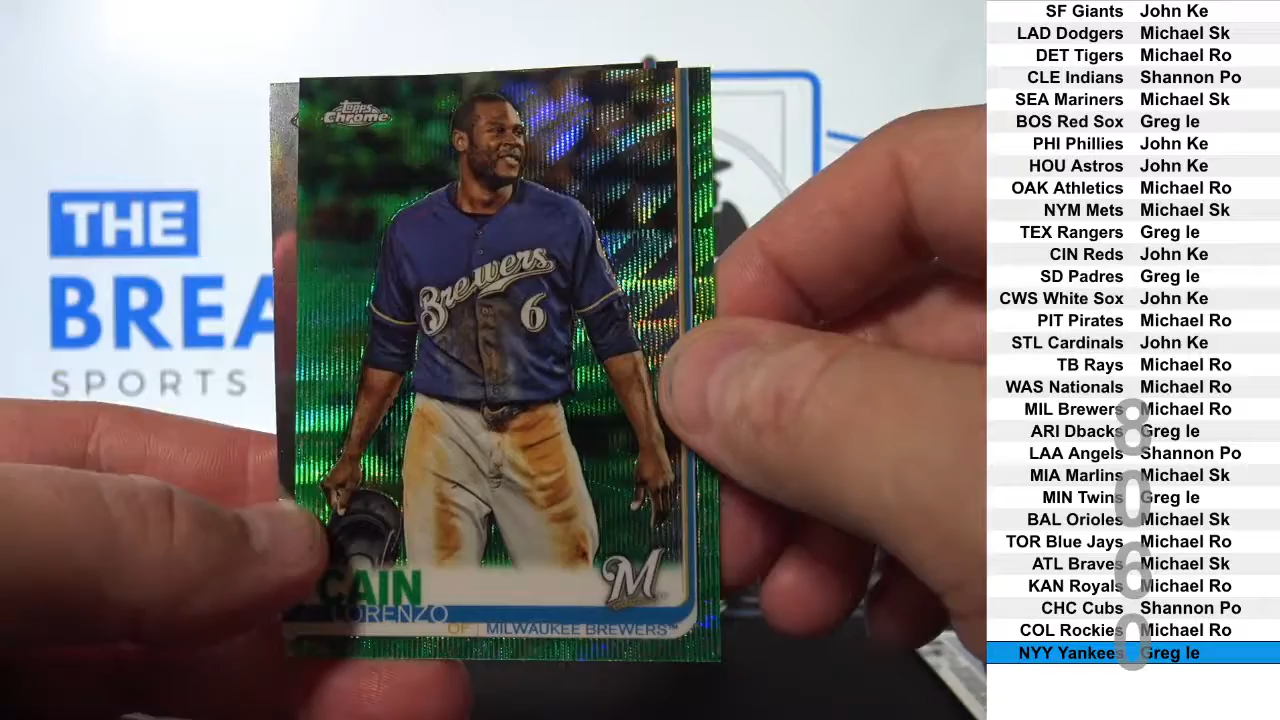 THE
BREA
SPORTS
Topps
Chrome
Brewers
6
M
CAIN
LORENZO
OF | MILWAUKEE BREWERS™
SF Giants John Ke
LAD Dodgers Michael Sk
DET Tigers Michael Ro
CLE Indians Shannon Po
SEA Mariners Michael Sk
BOS Red Sox Greg le
PHI Phillies John Ke
HOU Astros John Ke
OAK Athletics Michael Ro
NYM Mets Michael Sk
TEX Rangers Greg le
CIN Reds John Ke
SD Padres Greg le
CWS White Sox John Ke
PIT Pirates Michael Ro
STL Cardinals John Ke
TB Rays Michael Ro
WAS Nationals Michael Ro
MIL Brewers Michael Ro
ARI Dbacks Greg le
LAA Angels Shannon Po
MIA Marlins Michael Sk
MIN Twins Greg le
BAL Orioles Michael Sk
TOR Blue Jays Michael Ro
ATL Braves Michael Sk
KAN Royals Michael Ro
CHC Cubs Shannon Po
COL Rockies Michael Ro
NYY Yankees Greg le
8060